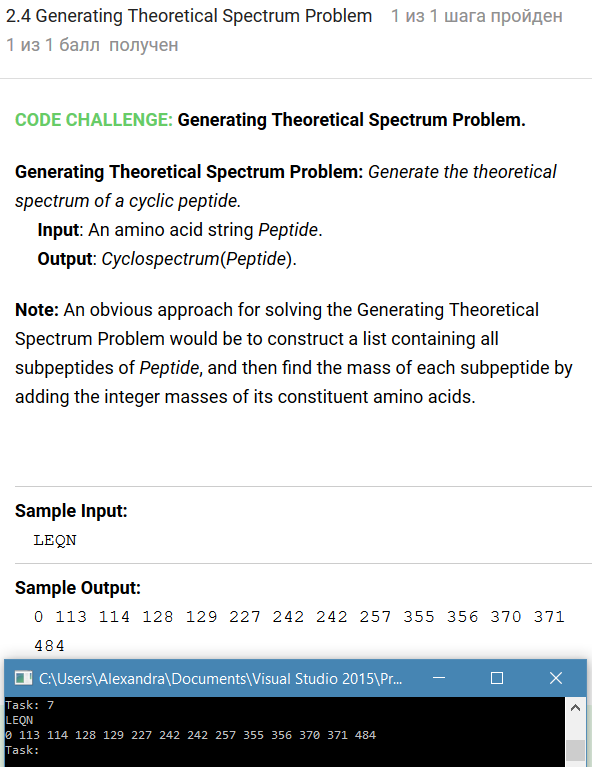 2.4 Generating Theoretical Spectrum Problem 1 из 1 шага пройден
1 из 1 балл получен
CODE CHALLENGE: Generating Theoretical Spectrum Problem.
Generating Theoretical Spectrum Problem: Generate the theoretical
spectrum of a cyclic peptide.
Input: An amino acid string Peptide.
Output: Cyclospectrum(Peptide).
Note: An obvious approach for solving the Generating Theoretical
Spectrum Problem would be to construct a list containing all
subpeptides of Peptide, and then find the mass of each subpeptide by
adding the integer masses of its constituent amino acids.
Sample Input:
LEQN
Sample Output:
0 113 114 128 129 227 242 242 257 355 356 370 371
484
C:\Users\Alexandra\Documents\Visual Studio 2015\Pr...
Task: 7
LEQN
0 113 114 128 129 227 242 242 257 355 356 370 371 484
Task: